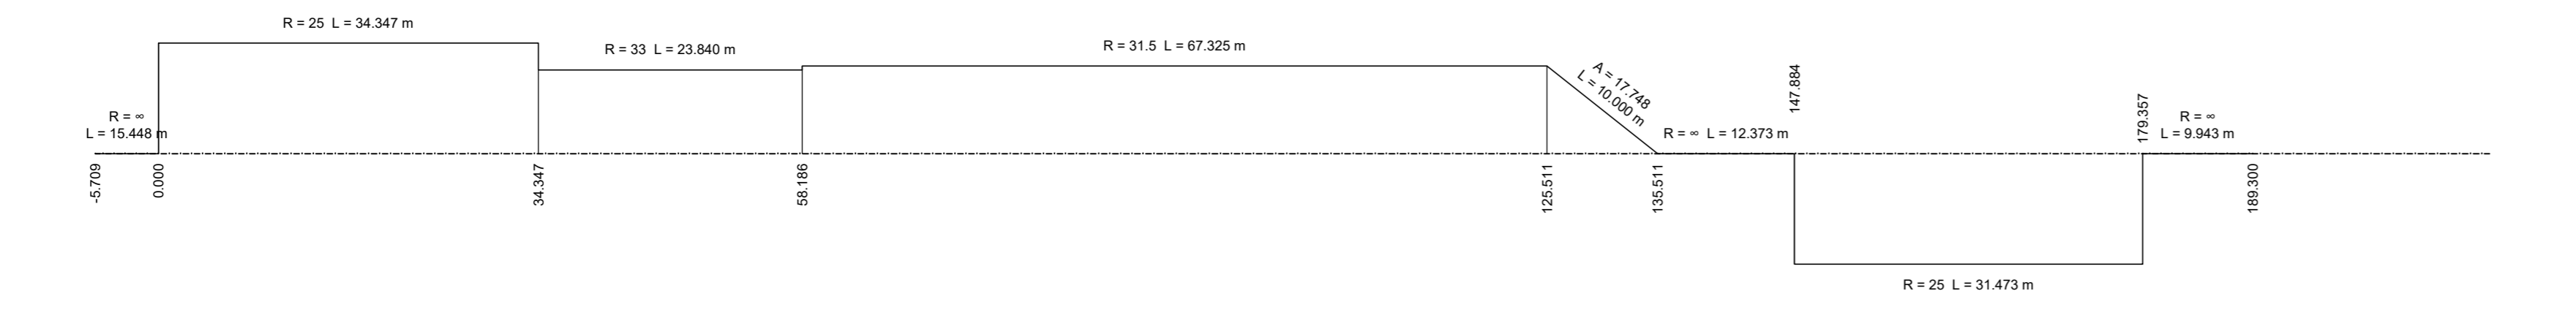 R = 25  L = 34.347 m
R = 33  L = 23.840 m
R = 31.5  L = 67.325 m
A = 17.748
L = 10.000 m
147.884
179.357
R = ∞
L = 15.448 m
R = ∞  L = 12.373 m
R = ∞
L = 9.943 m
-5.709
0.000
34.347
58.186
125.511
135.511
189.300
R = 25  L = 31.473 m